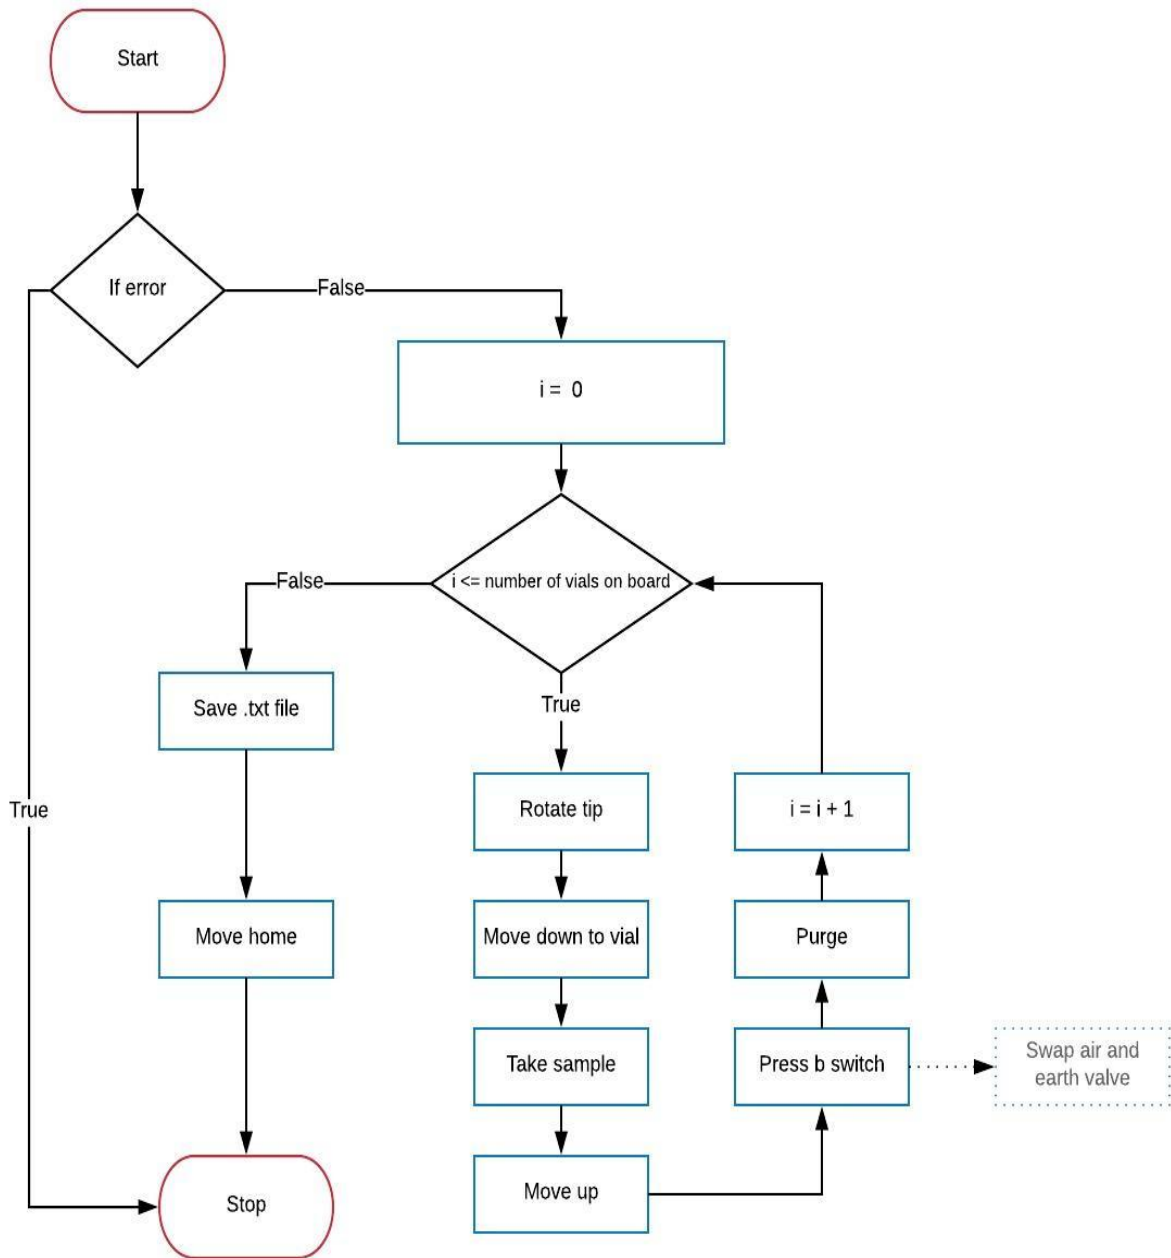 Start
If error
False
i =  0
i <= number of vials on board
False
True
Save .txt file
Rotate tip
i = i + 1
True
Move home
Move down to vial
Purge
Take sample
Press b switch
Swap air and
earth valve
Move up
Stop